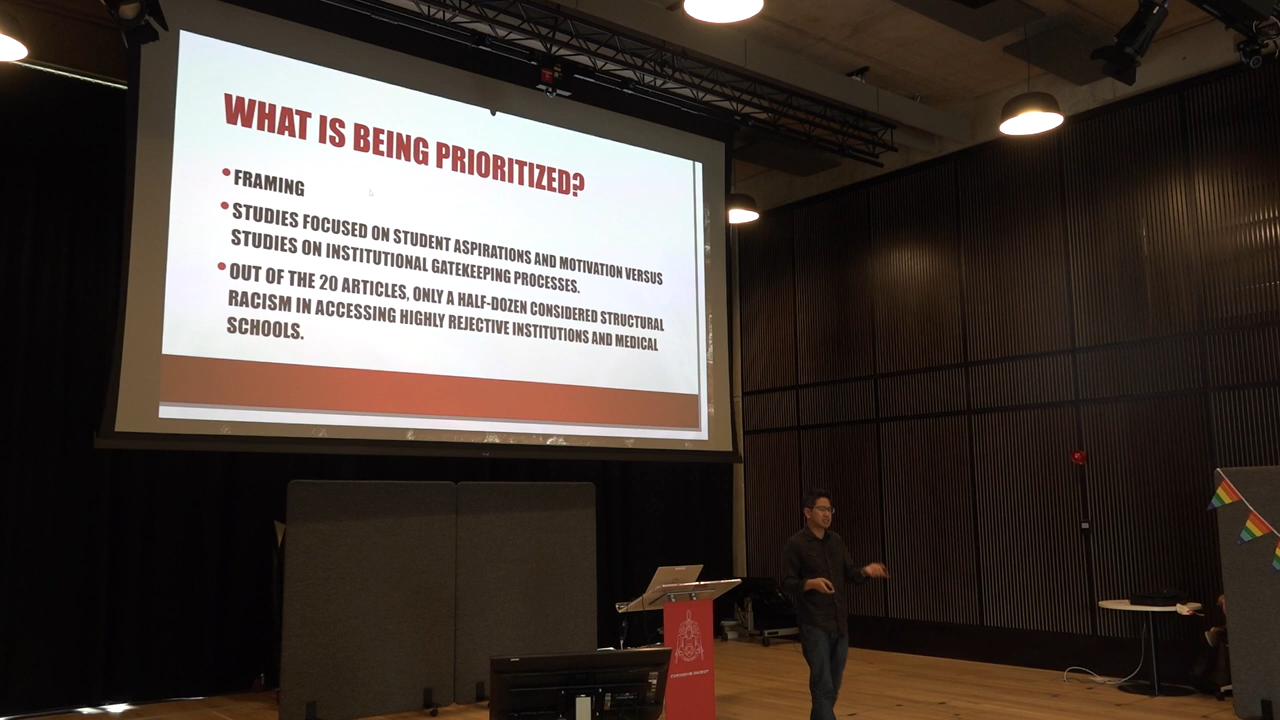 WHAT IS BEING PRIORITIZED?
•FRAMING
•STUDIES FOCUSED ON STUDENT ASPIRATIONS AND MOTIVATION VERSUS
STUDIES ON INSTITUTIONAL GATEKEEPING PROCESSES.
•OUT OF THE 20 ARTICLES, ONLY A HALF-DOZEN CONSIDERED STRUCTURAL
RACISM IN ACCESSING HIGHLY REJECTIVE INSTITUTIONS AND MEDICAL
SCHOOLS.